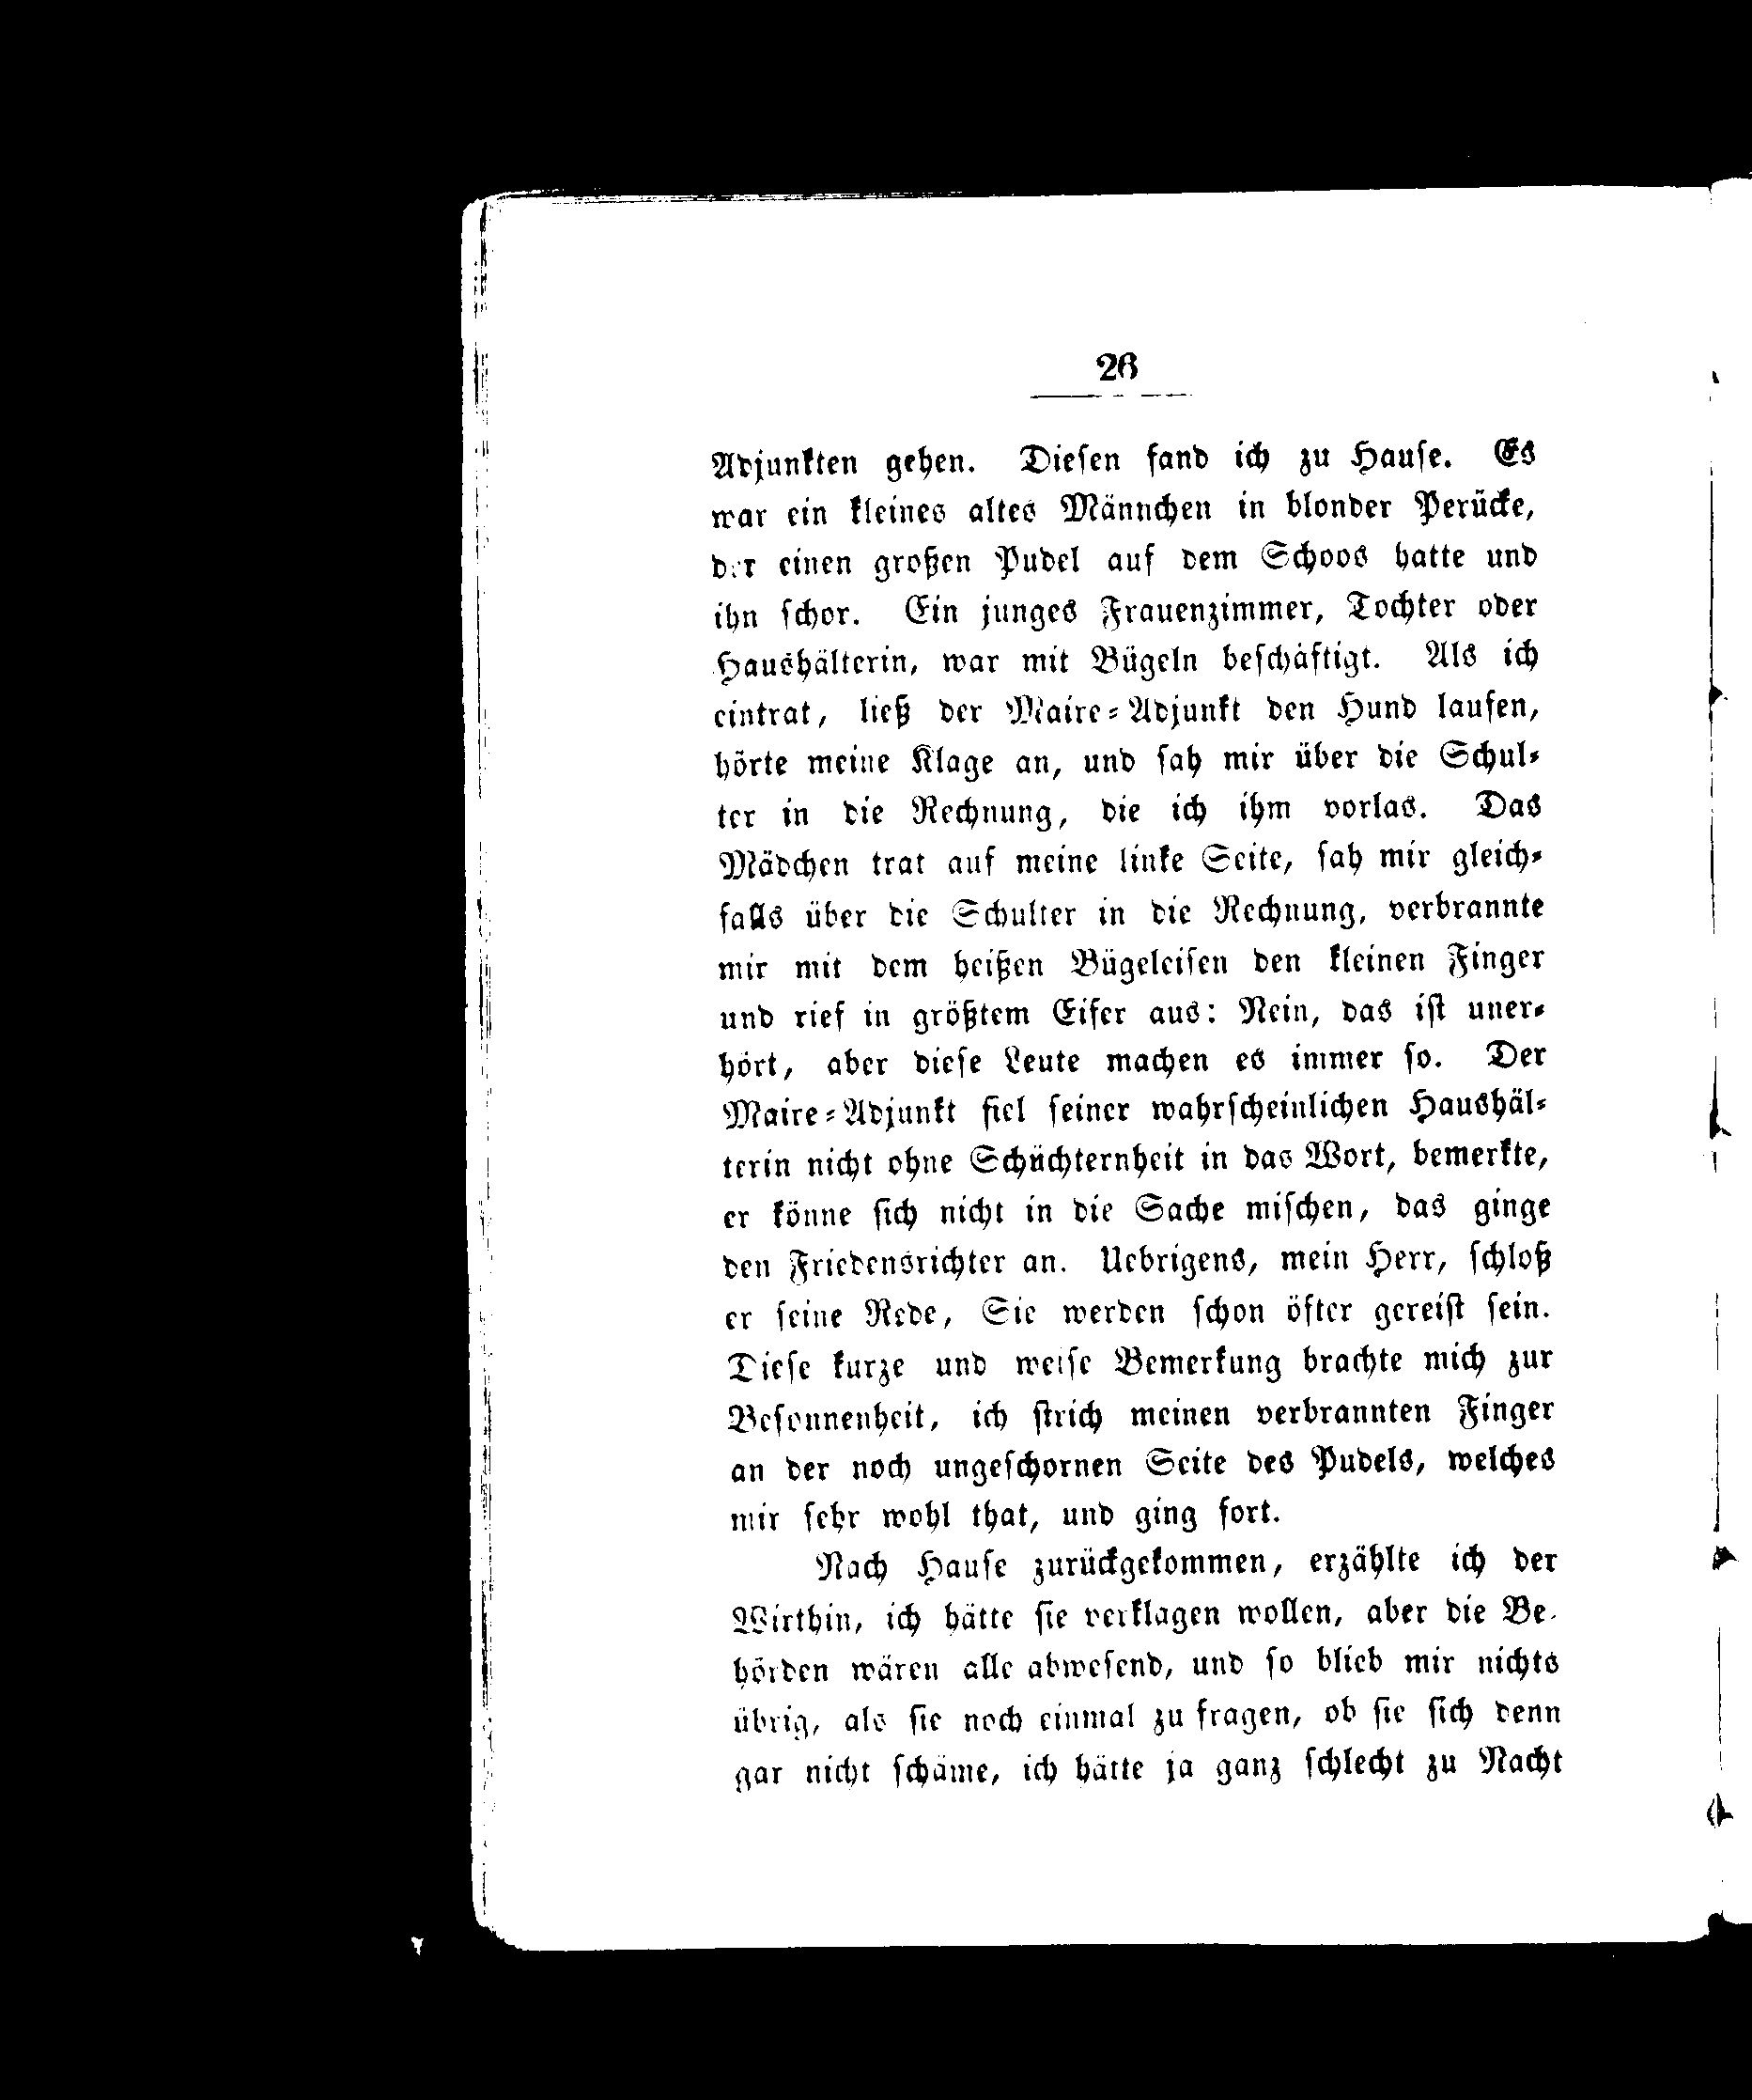 26
Adjunkten gehen. Dieſen fand ich zu Hauſe. Es
war ein kleines altes Männchen in blonder Perücke,
der einen großen Pudel auf dem Schoos hatte und
ihn ſchor. Ein junges Frauenzimmer, Tochter oder
Haushälterin, war mit Bügeln beſchäftigt. Als ich
eintrat, ließ der Maire⸗Adjunkt den Hund laufen,
hörte meine Klage an, und ſah mir über die Schul⸗
ter in die Rechnung, die ich ihm vorlas. Das
Mädchen trat auf meine linke Seite, ſah mir gleich⸗
falls über die Schulter in die Rechnung, verbrannte
mir mit dem heißen Bügeleiſen den kleinen Finger
und rief in größtem Eifer aus: Nein, das iſt uner⸗
hört, aber dieſe Leute machen es immer ſo. Der
Maire⸗Adjunkt fiel ſeiner wahrſcheinlichen Haushäl⸗
terin nicht ohne Schüchternheit in das Wort, bemerkte,
er könne ſich nicht in die Sache miſchen, das ginge
den Friedensrichter an. Uebrigens, mein Herr, ſchloß
er ſeine Rede, Sie werden ſchon öfter gereiſt ſein.
Dieſe kurze und weiſe Bemerkung brachte mich zur
Beſonnenheit, ich ſtrich meinen verbrannten Finger
an der noch ungeſchornen Seite des Pudels, welches
mir ſehr wohl that, und ging fort.
Nach Hauſe zurückgekommen, erzählte ich der
Wirthin, ich hätte ſie verklagen wollen, aber die Be⸗
hörden wären alle abweſend, und ſo blieb mir nichts
übrig, als ſie noch einmal zu fragen, ob ſie ſich denn
gar nicht ſchäme, ich hätte ja ganz ſchlecht zu Nacht